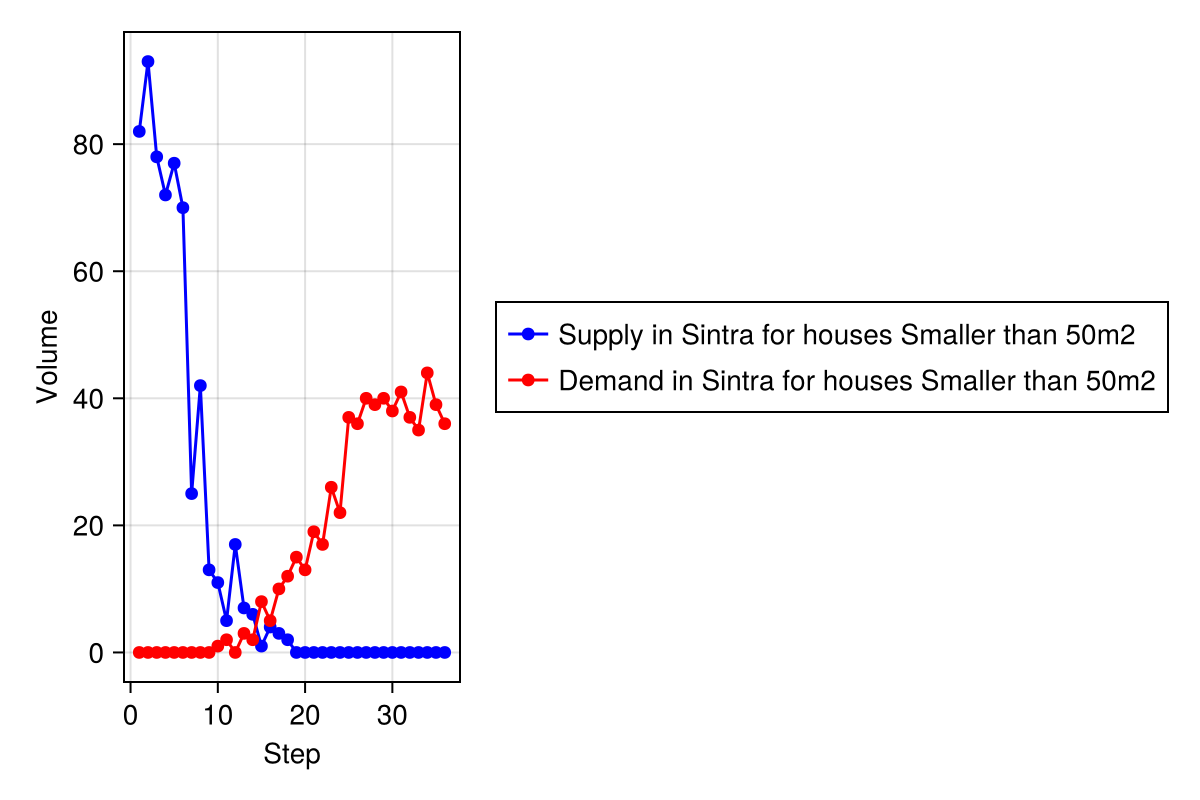 80
60
40
20
0
Volume
0 10 20 30
Step
Supply in Sintra for houses Smaller than 50m2
Demand in Sintra for houses Smaller than 50m2